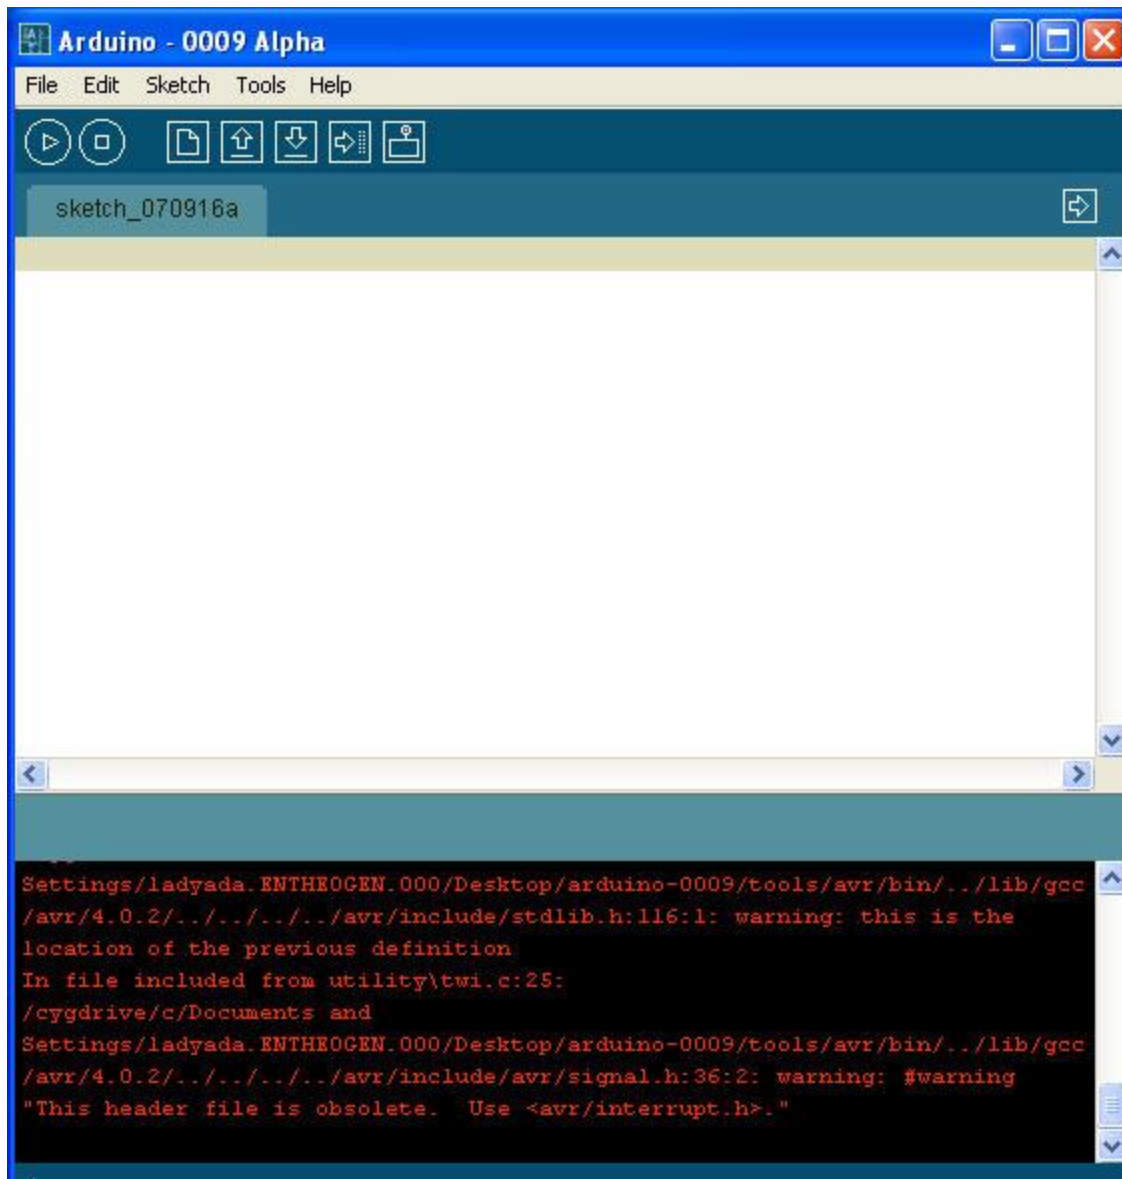 Arduino - 0009 Alpha
File Edit Sketch Tools Help
sketch_070916a
Settings/ladyada.ENTHEOGEN.000/Desktop/arduino-0009/tools/avr/bin/../lib/gcc
/avr/4.0.2/../../../../avr/include/stdlib.h:116:1: warning: this is the
location of the previous definition
In file included from utility\twi.c:25:
/cygdrive/c/Documents and
Settings/ladyada.ENTHEOGEN.000/Desktop/arduino-0009/tools/avr/bin/../lib/gcc
/avr/4.0.2/../../../../avr/include/avr/signal.h:36:2: warning: #warning
"This header file is obsolete.  Use <avr/interrupt.h>."